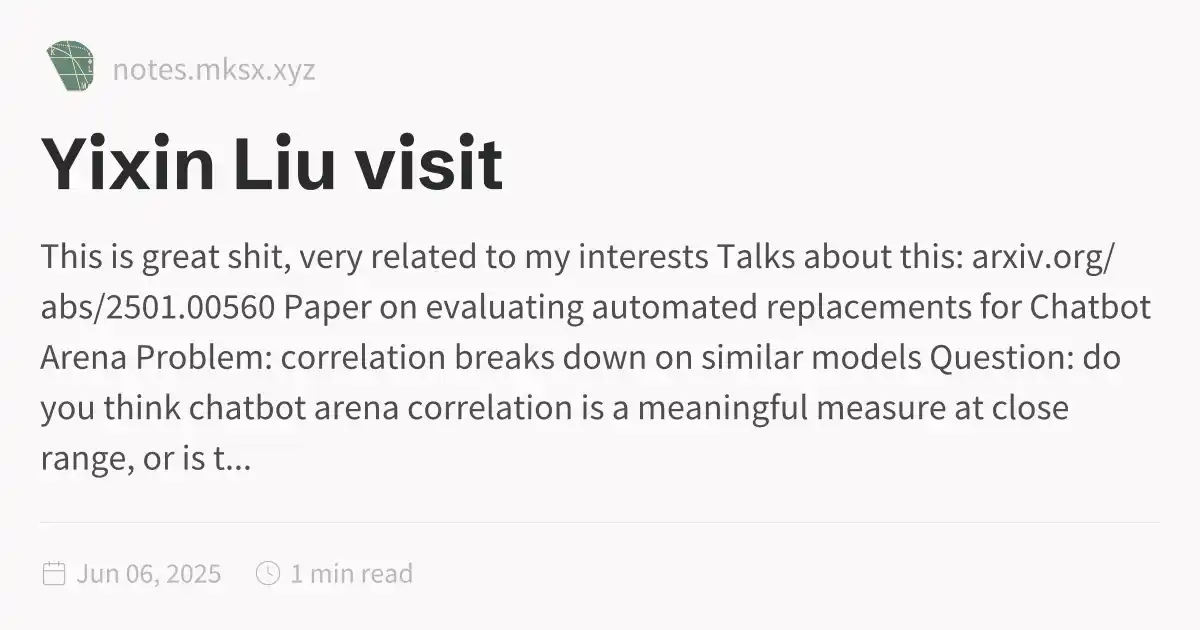 notes.mksx.xyz
Yixin Liu visit
This is great shit, very related to my interests Talks about this: arxiv.org/
abs/2501.00560 Paper on evaluating automated replacements for Chatbot
Arena Problem: correlation breaks down on similar models Question: do
you think chatbot arena correlation is a meaningful measure at close
range, or is t...
Jun 06, 2025
1 min read